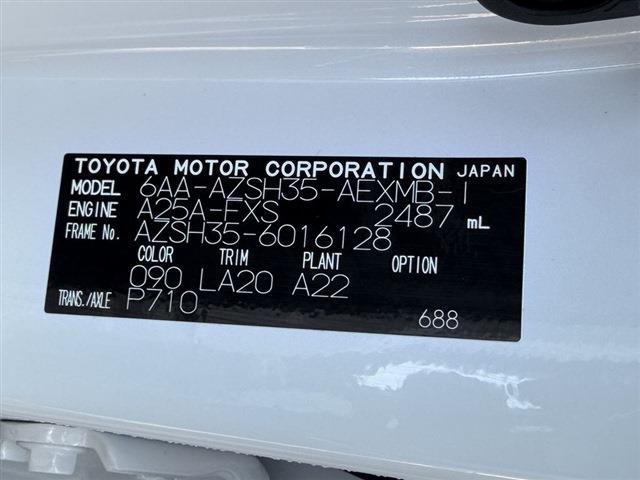 TOYOTA MOTOR CORPORATION JAPAN
MODEL 6AA-AZSH35-AEXMB-I
ENGINE A25A-FXS 2487 mL
FRAME No. AZSH35-6016128
COLOR TRIM PLANT OPTION
090 LA20 A22
TRANS./AXLE P710
688